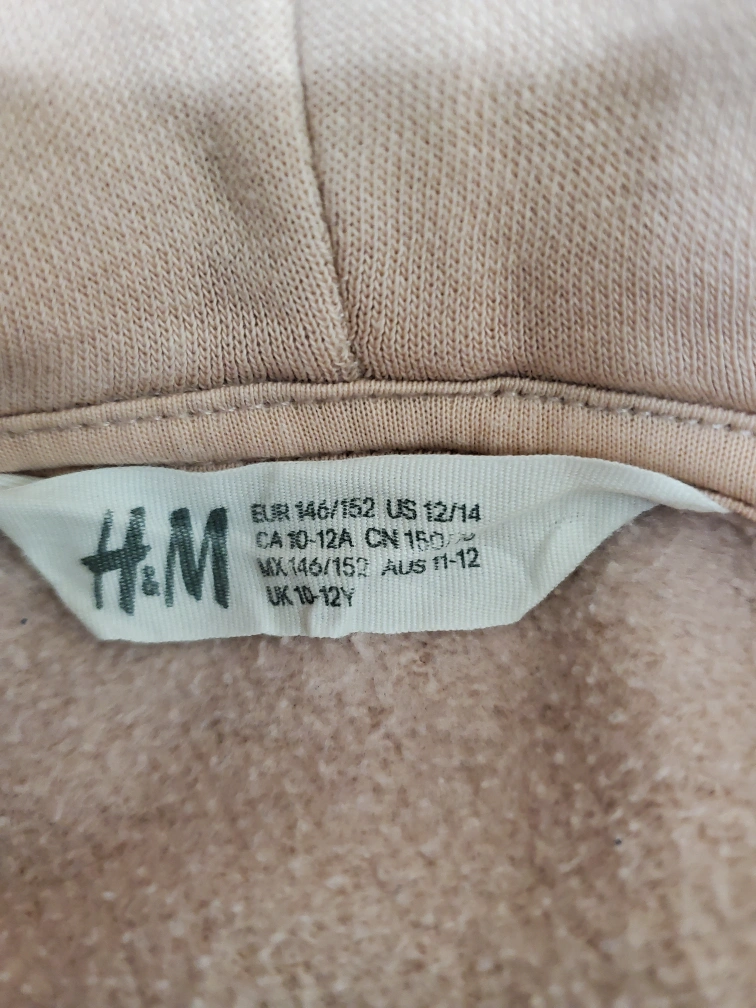 H&M
EUR 146/152 US 12/14
CA 10-12A CN
MX 146/152 AUS 11-12
UK 10-12Y